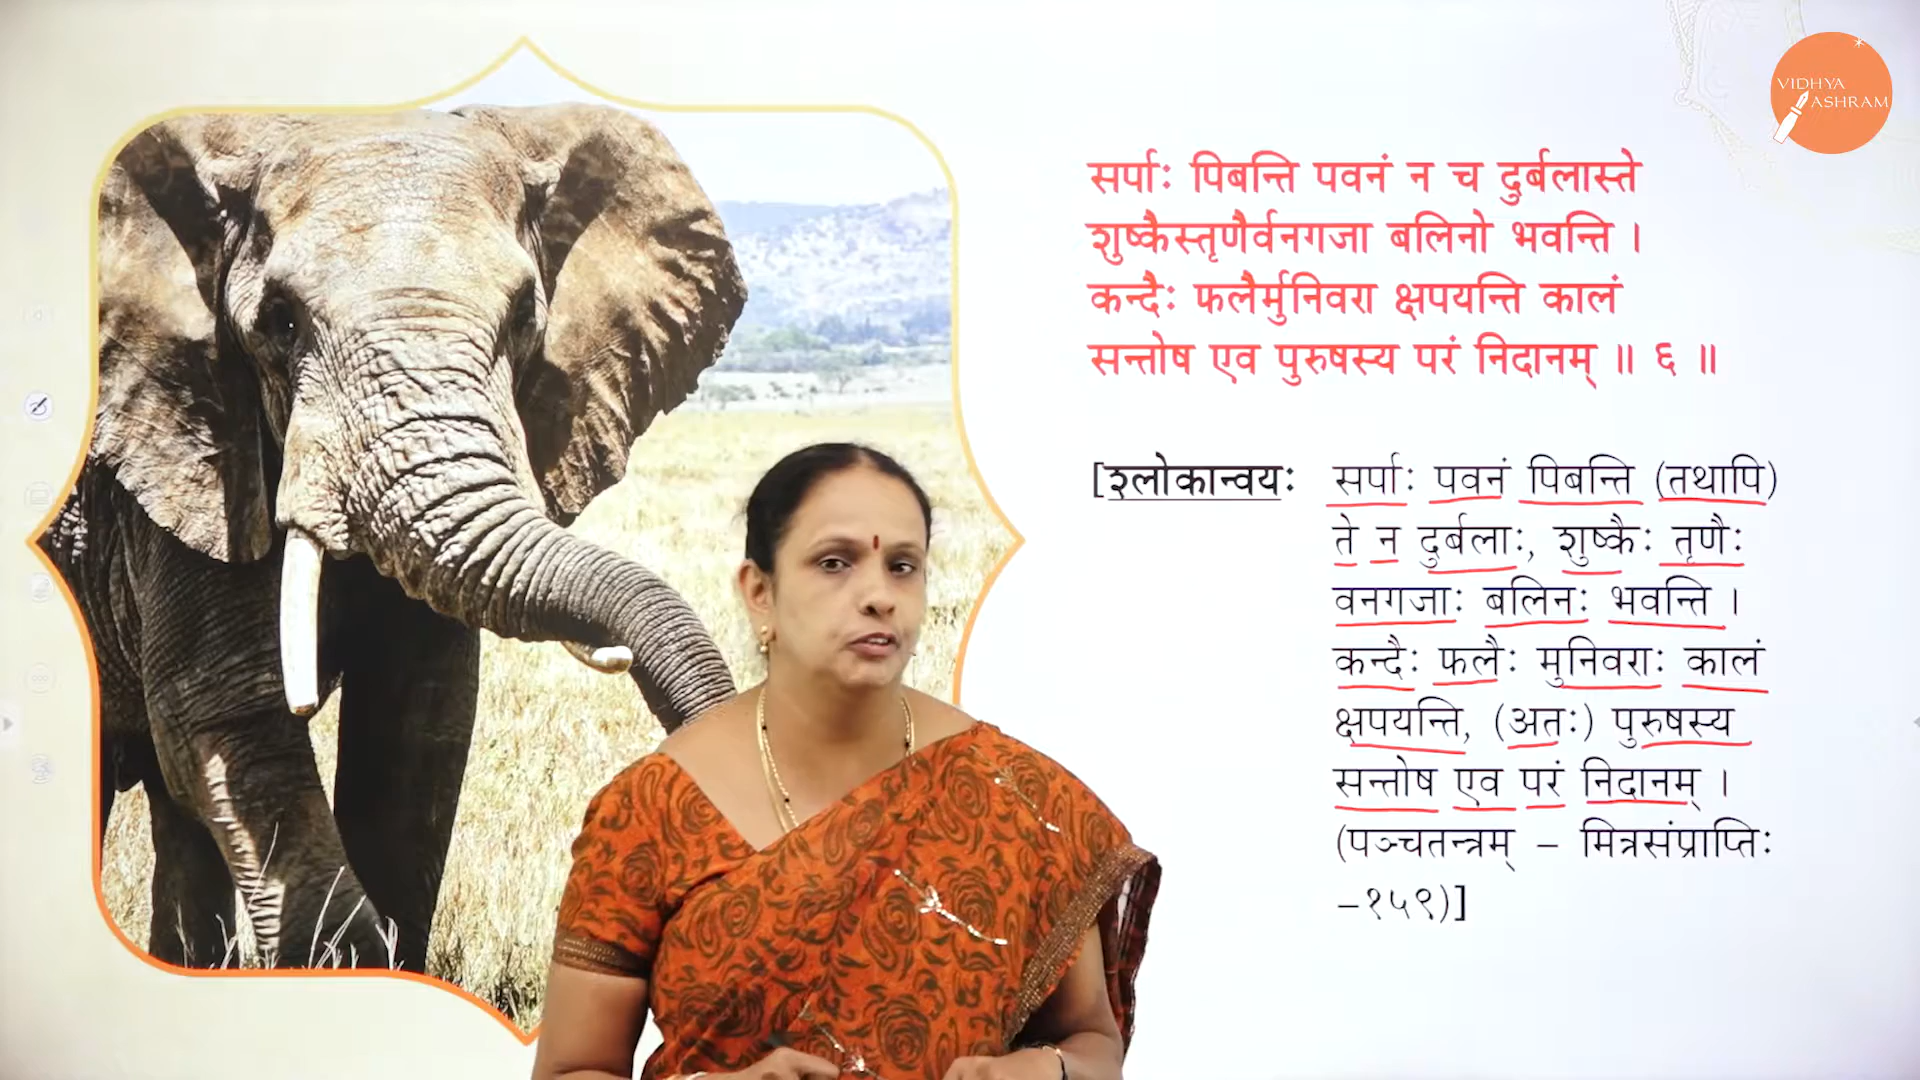 VIDHYA
ASHRAM
सर्पाः पिबन्ति पवनं न च दुर्बलास्ते
शुष्कैस्तृणैर्वनगजा बलिनो भवन्ति ।
कन्दैः फलैर्मुनिवरा क्षपयन्ति कालं
सन्तोष एव पुरुषस्य परं निदानम् ॥ ६ ॥
[श्लोकान्वयः सर्पाः पवनं पिबन्ति (तथापि)
ते न दुर्बलाः, शुष्कैः तृणैः
वनगजाः बलिनः भवन्ति ।
कन्दैः फलैः मुनिवराः कालं
क्षपयन्ति, (अतः) पुरुषस्य
सन्तोष एव परं निदानम् ।
(पञ्चतन्त्रम् – मित्रसंप्राप्तिः
–१५९)]